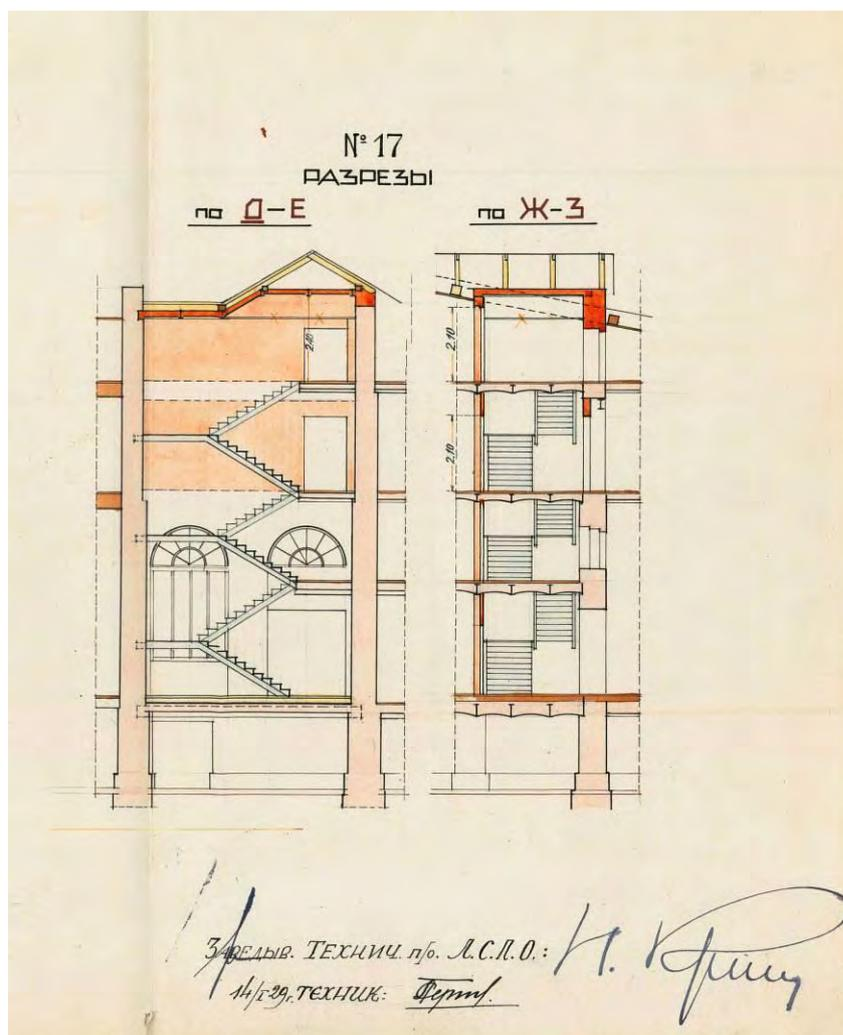 № 17
РАЗРЕЗЫ
по Д-Е
по Ж-З
2,10
2,10
2,10
Заведыв. Технич. п/о. Л.С.П.О.:
14/I-29г. Техник: